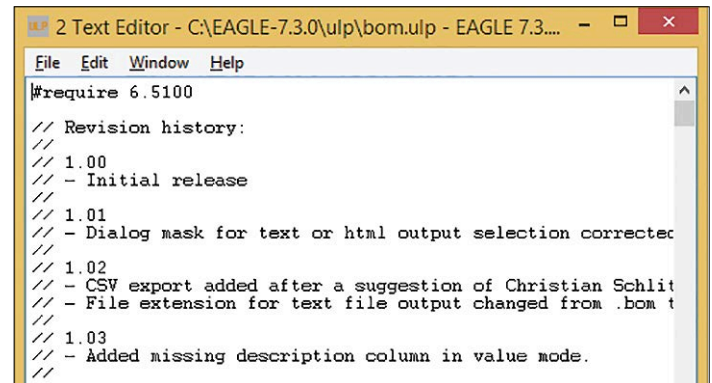 ULP 2 Text Editor - C:\EAGLE-7.3.0\ulp\bom.ulp - EAGLE 7.3....
File Edit Window Help
#require 6.5100
// Revision history:
//
// 1.00
// - Initial release
//
// 1.01
// - Dialog mask for text or html output selection corrected
//
// 1.02
// - CSV export added after a suggestion of Christian Schlit
// - File extension for text file output changed from .bom t
//
// 1.03
// - Added missing description column in value mode.
//